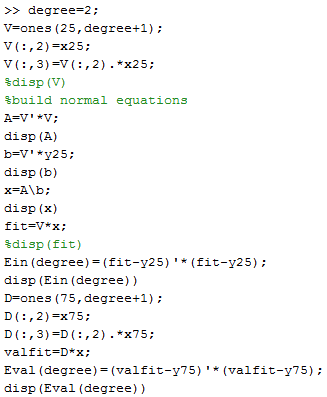 >> degree=2;
V=ones(25,degree+1);
V(:,2)=x25;
V(:,3)=V(:,2).*x25;
%disp(V)
%build normal equations
A=V'*V;
disp(A)
b=V'*y25;
disp(b)
x=A\b;
disp(x)
fit=V*x;
%disp(fit)
Ein(degree)=(fit-y25)'*(fit-y25);
disp(Ein(degree))
D=ones(75,degree+1);
D(:,2)=x75;
D(:,3)=D(:,2).*x75;
valfit=D*x;
Eval(degree)=(valfit-y75)'*(valfit-y75);
disp(Eval(degree))